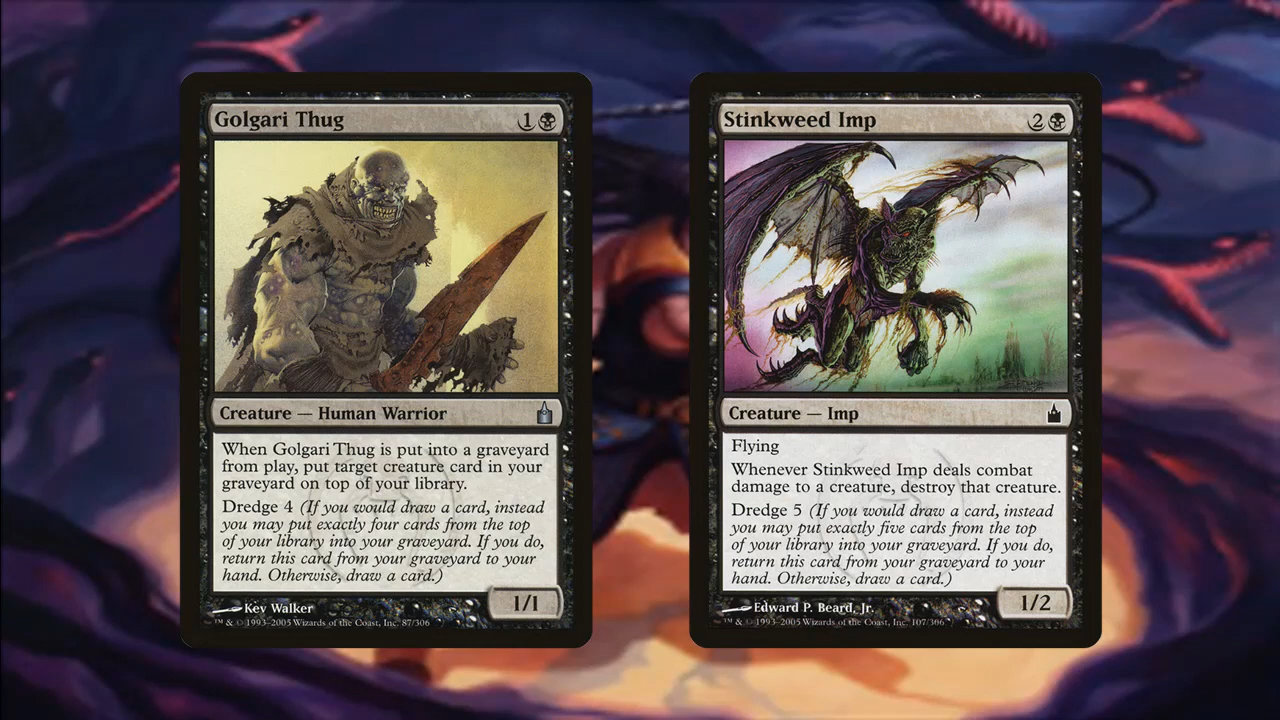 Golgari Thug 1
Creature — Human Warrior
When Golgari Thug is put into a graveyard
from play, put target creature card in your
graveyard on top of your library.
Dredge 4 (If you would draw a card, instead
you may put exactly four cards from the top
of your library into your graveyard. If you do,
return this card from your graveyard to your
hand. Otherwise, draw a card.)
1/1
Kev Walker
™ & © 1993–2005 Wizards of the Coast, Inc. 87/306
Stinkweed Imp 2
Creature — Imp
Flying
Whenever Stinkweed Imp deals combat
damage to a creature, destroy that creature.
Dredge 5 (If you would draw a card, instead
you may put exactly five cards from the top
of your library into your graveyard. If you do,
return this card from your graveyard to your
hand. Otherwise, draw a card.)
1/2
Edward P. Beard, Jr.
™ & © 1993–2005 Wizards of the Coast, Inc. 107/306